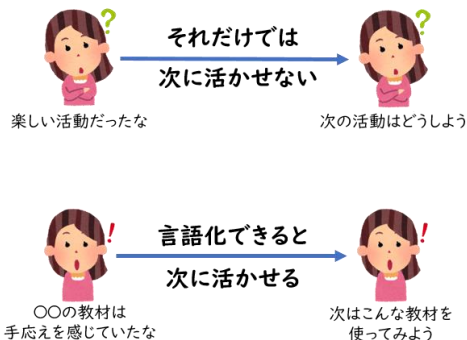 ?
?
それだけでは
次に活かせない
楽しい活動だったな
次の活動はどうしよう
!
!
言語化できると
次に活かせる
〇〇の教材は
手応えを感じていたな
次はこんな教材を
使ってみよう